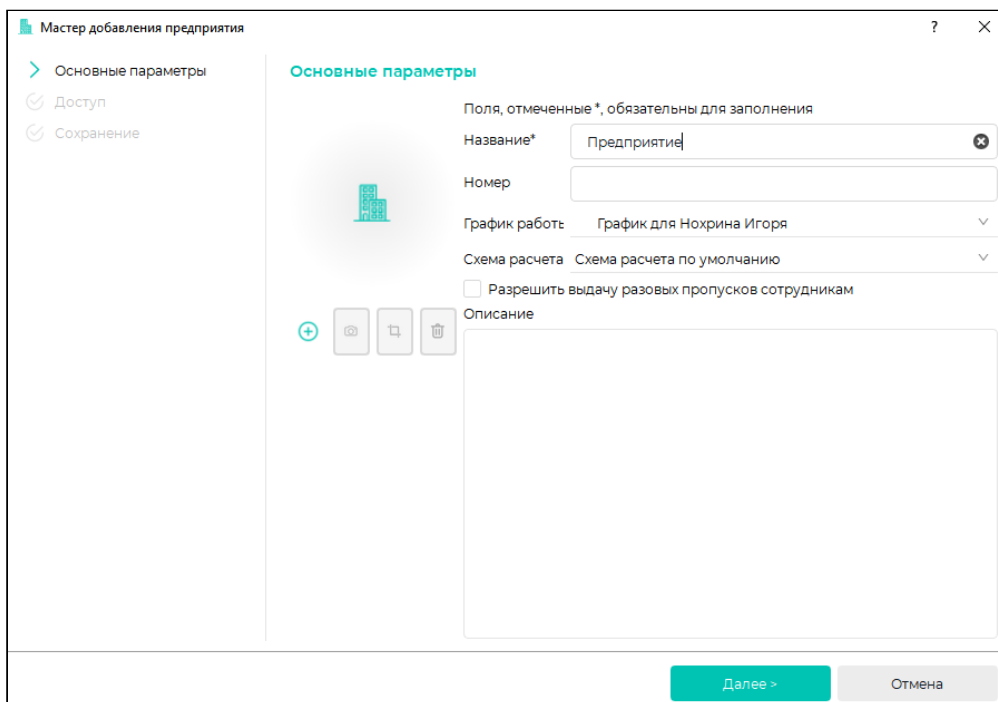 Мастер добавления предприятия
?
Основные параметры
Доступ
Сохранение
Основные параметры
Поля, отмеченные *, обязательны для заполнения
Название* Предприятие
Номер
График работь График для Нохрина Игоря
Схема расчета Схема расчета по умолчанию
Разрешить выдачу разовых пропусков сотрудникам
Описание
Далее > Отмена